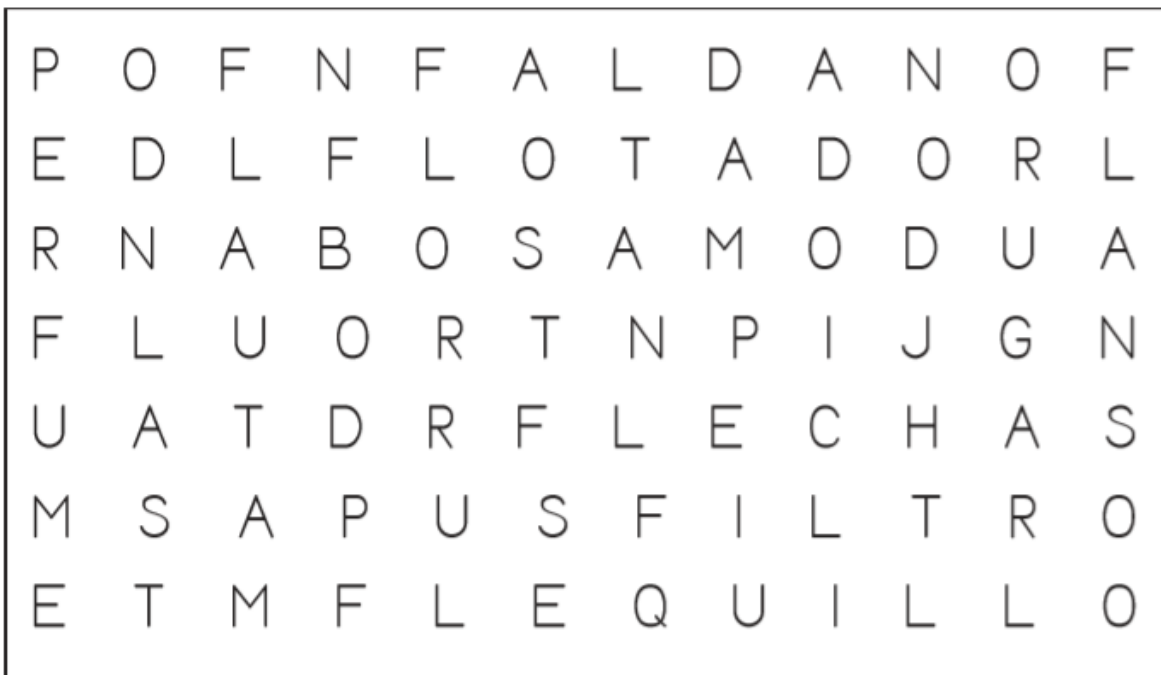 P O F N F A L D A N O F
E D L F L O T A D O R L
R N A B O S A M O D U A
F L U O R T N P I J G N
U A T D R F L E C H A S
M S A P U S F I L T R O
E T M F L E Q U I L L O